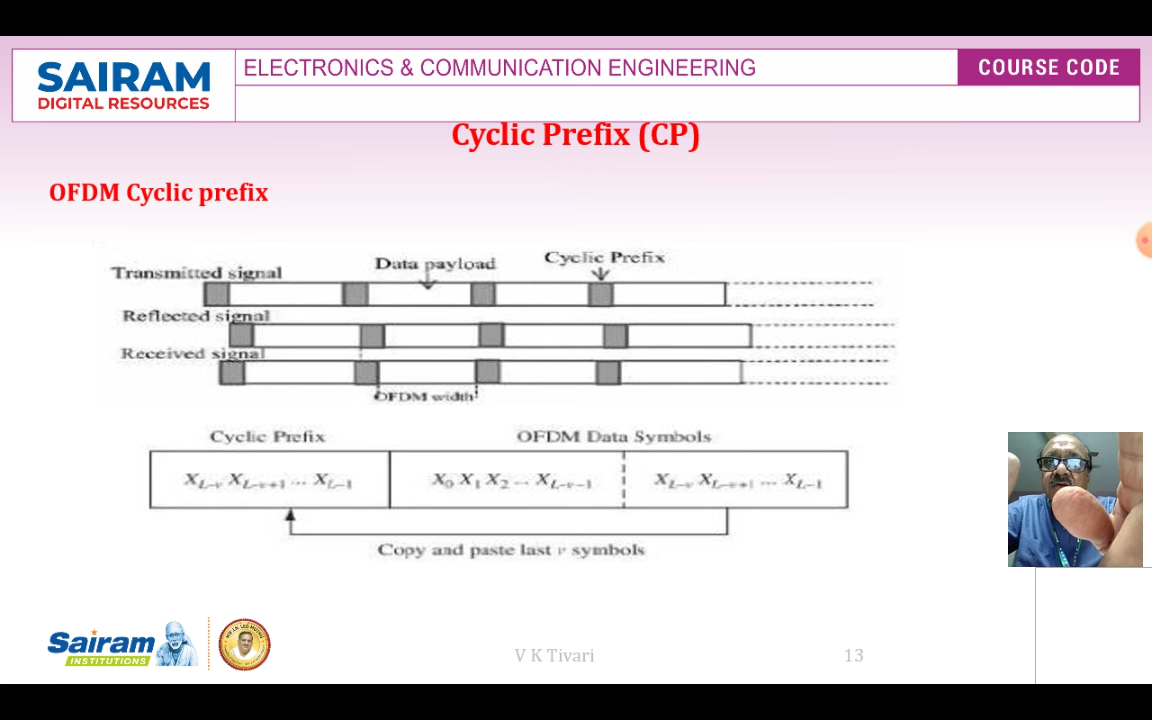 SAIRAM
DIGITAL RESOURCES
ELECTRONICS & COMMUNICATION ENGINEERING
COURSE CODE
Cyclic Prefix (CP)
OFDM Cyclic prefix
Data payload
Cyclic Prefix
Transmitted signal
Reflected signal
Received signal
OFDM width
Cyclic Prefix
OFDM Data Symbols
X_{L-v} X_{L-v+1} ... X_{L-1}
X_0 X_1 X_2 ... X_{L-v-1}
X_{L-v} X_{L-v+1} ... X_{L-1}
Copy and paste last v symbols
Sairam
INSTITUTIONS
V K Tivari
13